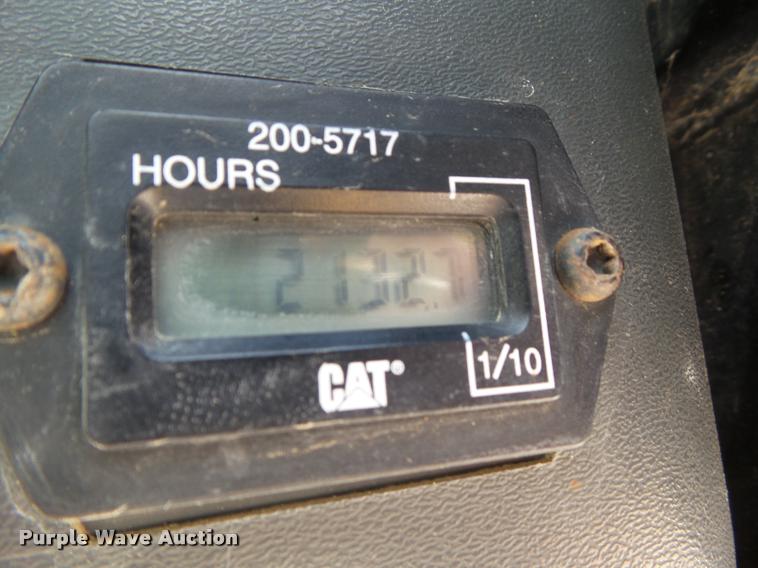 200-5717
HOURS
CAT®
1/10
Purple Wave Auction